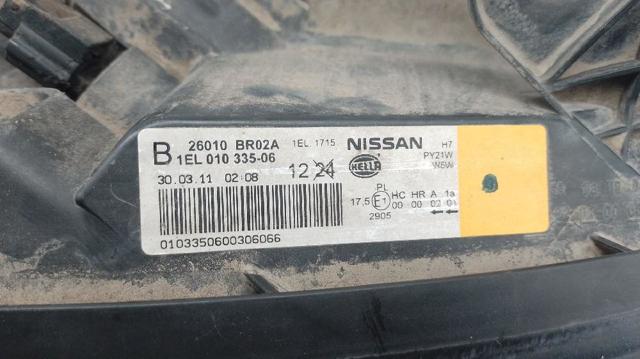 B 26010 BR02A 1EL 1715 NISSAN H7
1EL 010 335-06 PY21W
12 24 HELLA W5W
30.03.11 02:08
PL HC HR A 1a
17,5 E1 00 00 02 01
2905
0103350600306066